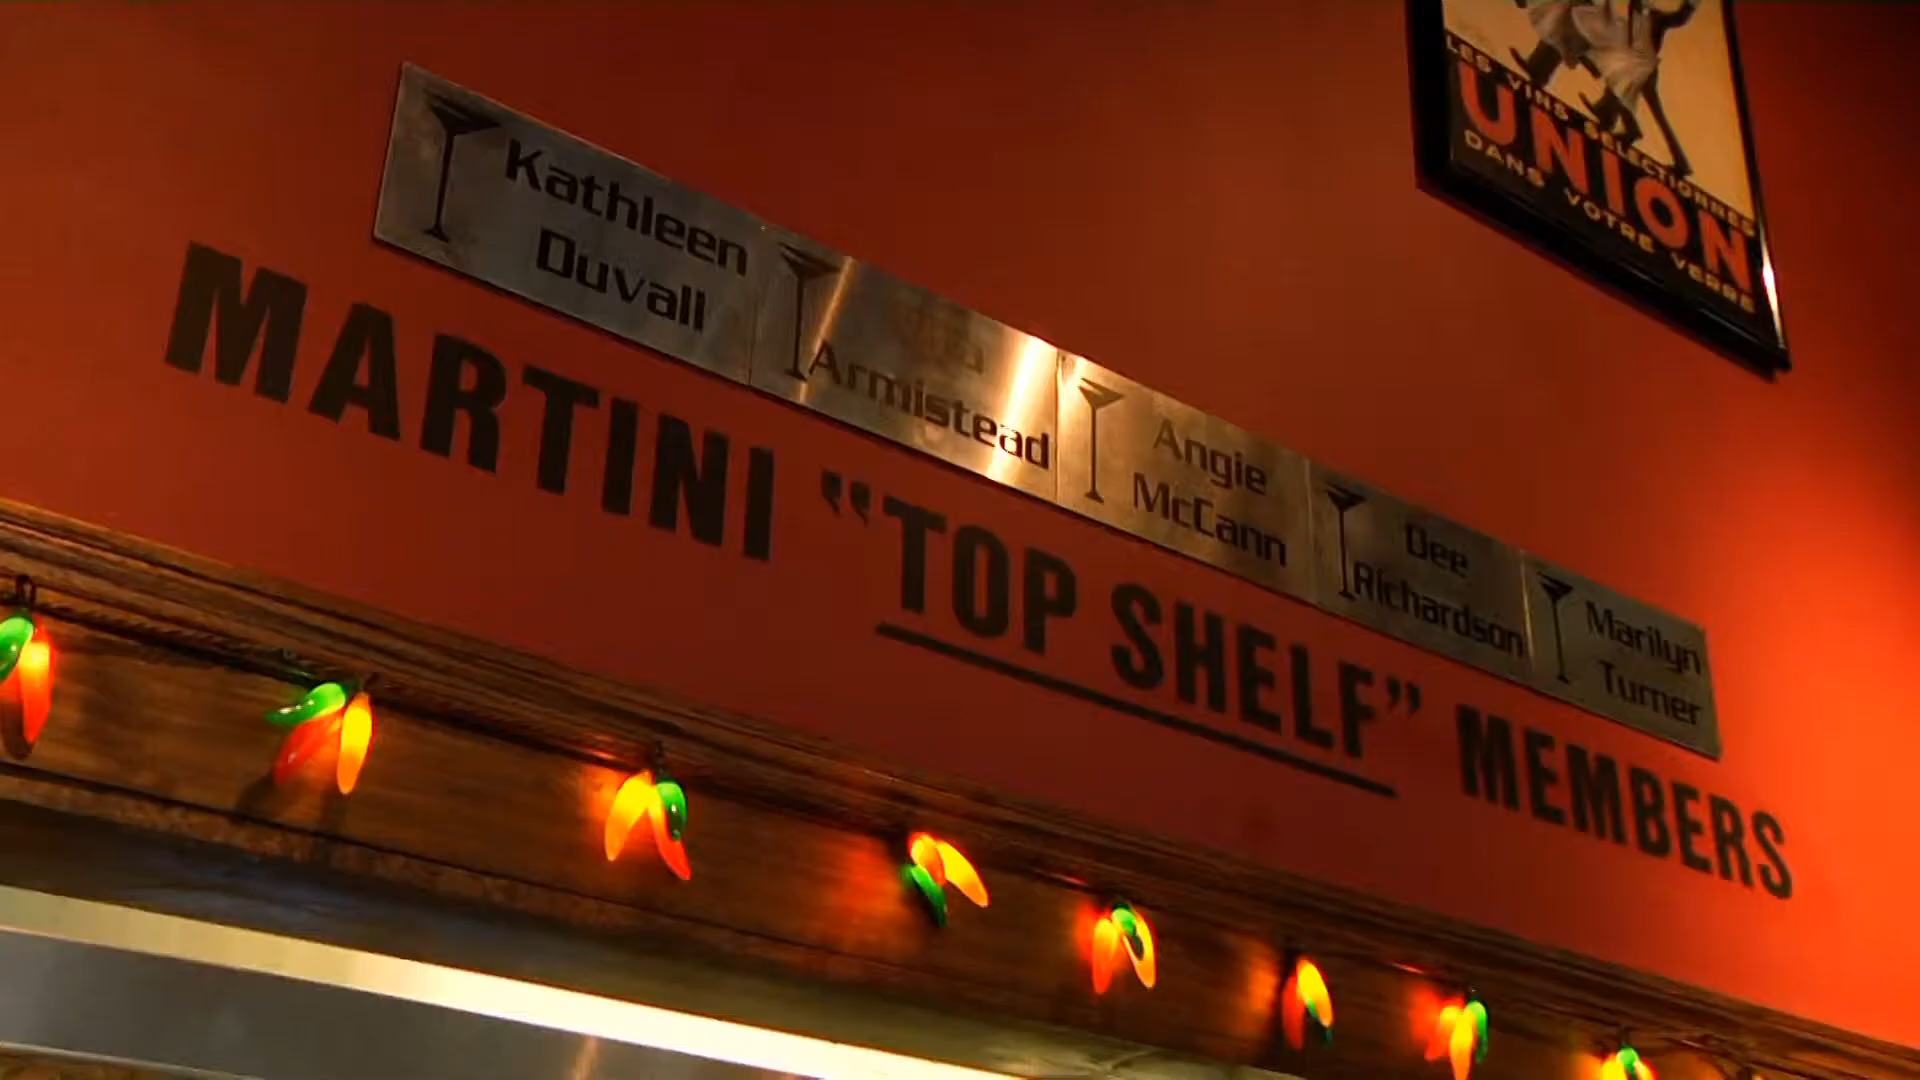 Kathleen
Duvall
Armistead
Angie
McCann
Dee
Richardson
Marilyn
Turner
MARTINI "TOP SHELF" MEMBERS
LES VINS SÉLECTIONNÉS
UNION
DANS VOTRE VERRE